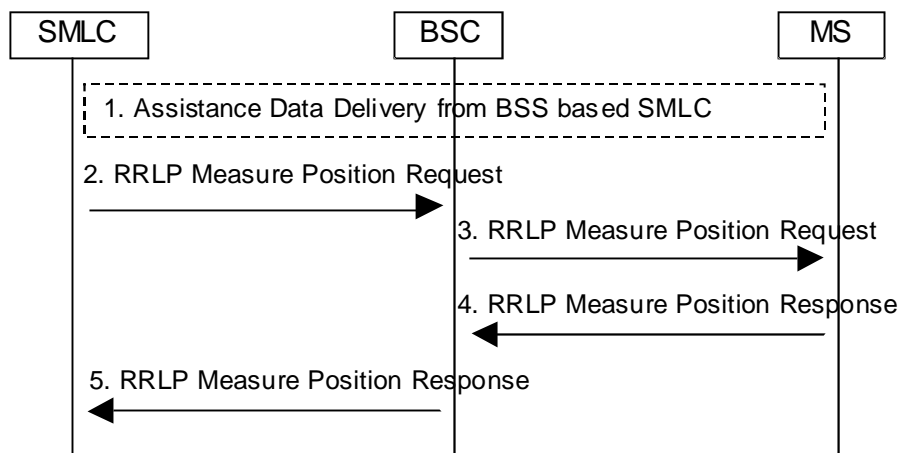 SMLC
BSC
MS
1. Assistance Data Delivery from BSS based SMLC
2. RRLP Measure Position Request
3. RRLP Measure Position Request
4. RRLP Measure Position Response
5. RRLP Measure Position Response